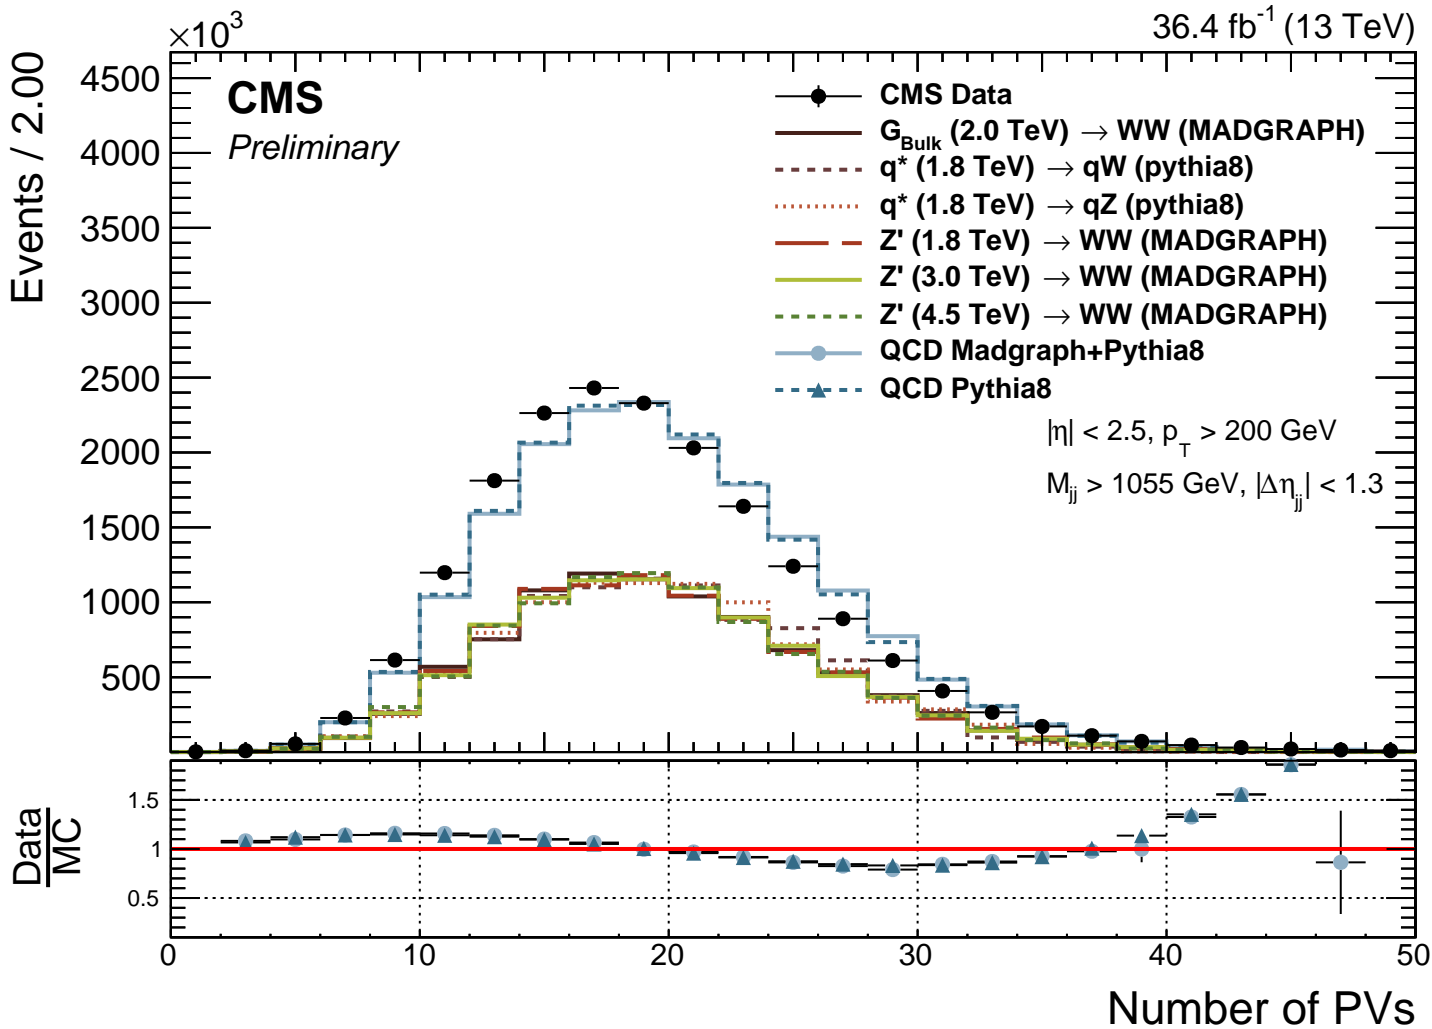 ×10³
36.4 fb⁻¹ (13 TeV)
Events / 2.00
4500
4000
3500
3000
2500
2000
1500
1000
500
CMS
Preliminary
CMS Data
G_Bulk (2.0 TeV) → WW (MADGRAPH)
q* (1.8 TeV) → qW (pythia8)
q* (1.8 TeV) → qZ (pythia8)
Z' (1.8 TeV) → WW (MADGRAPH)
Z' (3.0 TeV) → WW (MADGRAPH)
Z' (4.5 TeV) → WW (MADGRAPH)
QCD Madgraph+Pythia8
QCD Pythia8
|η| < 2.5, p_T > 200 GeV
M_jj > 1055 GeV, |Δη_jj| < 1.3
Data
MC
1.5
1
0.5
0 10 20 30 40 50
Number of PVs